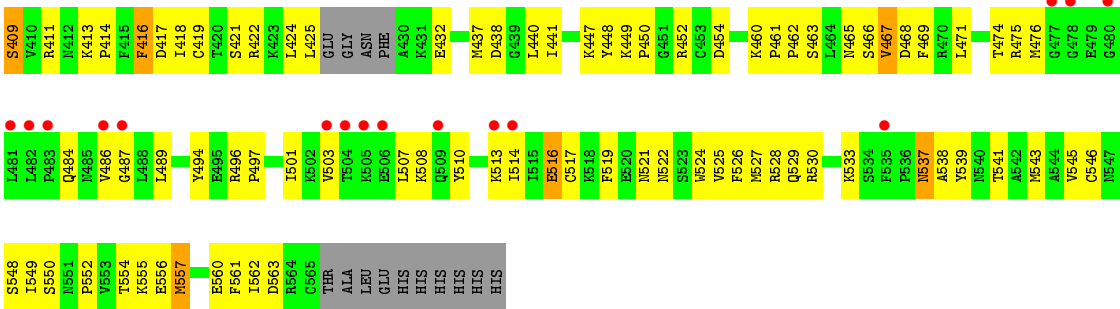 S409 V410 R411 N412 K413 P414 F415 F416 D417 I418 C419 T420 S421 R422 K423 L424 L425 GLU GLY ASN PHE A430 K431 E432 M437 D438 G439 L440 I441 K447 Y448 K449 P450 G451 R452 C453 D454 K460 P461 P462 S463 L464 N465 S466 V467 D468 F469 R470 L471 T474 R475 M476 G477 G478 E479 G480
L481 L482 P483 Q484 N485 V486 G487 L488 L489 Y494 E495 R496 P497 I501 K502 V503 T504 K505 E506 L507 K508 Q509 Y510 K513 I514 I515 E516 C517 K518 F519 E520 N521 N522 S523 W524 V525 F526 M527 R528 Q529 R530 K533 S534 F535 P536 N537 A538 Y539 N540 T541 A542 M543 A544 V545 C546 N547
S548 I549 S550 N551 P552 V553 T554 K555 E556 M557 E560 F561 I562 D563 R564 C565 THR ALA LEU GLU HIS HIS HIS HIS HIS HIS